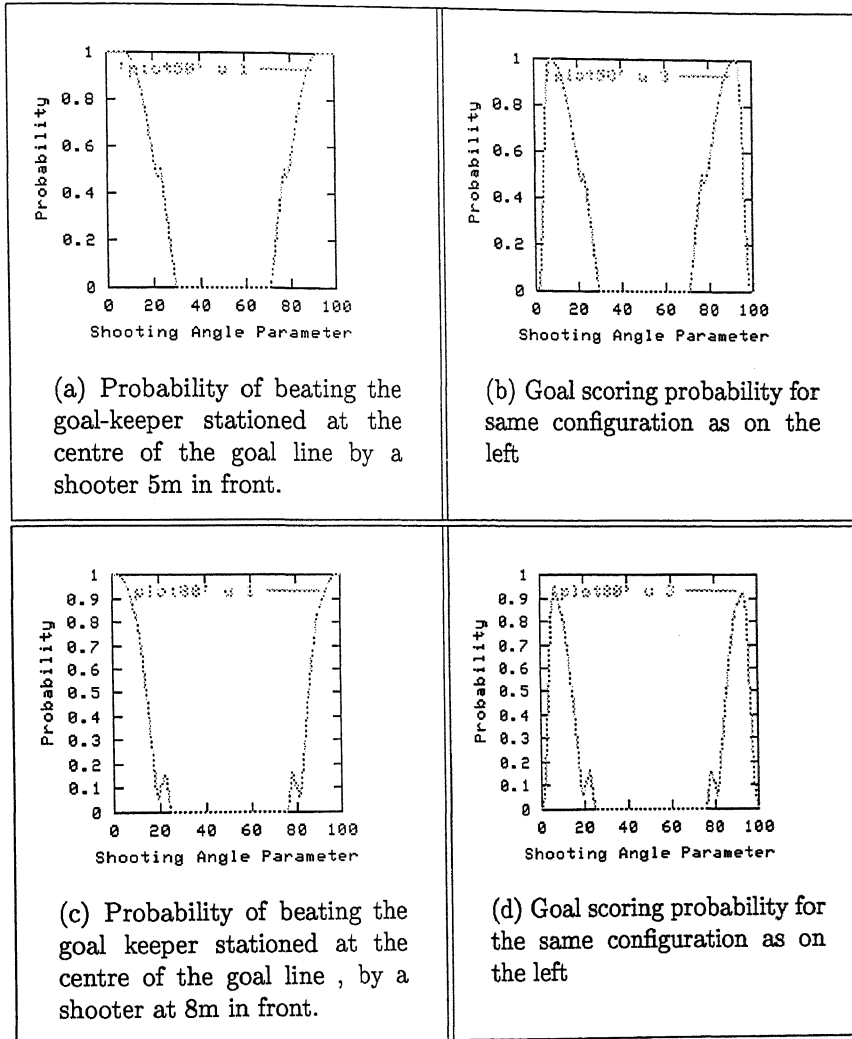 1
0.8
0.6
0.4
0.2
0
Probability
0 20 40 60 80 100
Shooting Angle Parameter
(a) Probability of beating the
goal-keeper stationed at the
centre of the goal line by a
shooter 5m in front.
1
0.8
0.6
0.4
0.2
0
Probability
0 20 40 60 80 100
Shooting Angle Parameter
(b) Goal scoring probability for
same configuration as on the
left
1
0.9
0.8
0.7
0.6
0.5
0.4
0.3
0.2
0.1
0
Probability
0 20 40 60 80 100
Shooting Angle Parameter
(c) Probability of beating the
goal keeper stationed at the
centre of the goal line , by a
shooter at 8m in front.
1
0.9
0.8
0.7
0.6
0.5
0.4
0.3
0.2
0.1
0
Probability
0 20 40 60 80 100
Shooting Angle Parameter
(d) Goal scoring probability for
the same configuration as on
the left